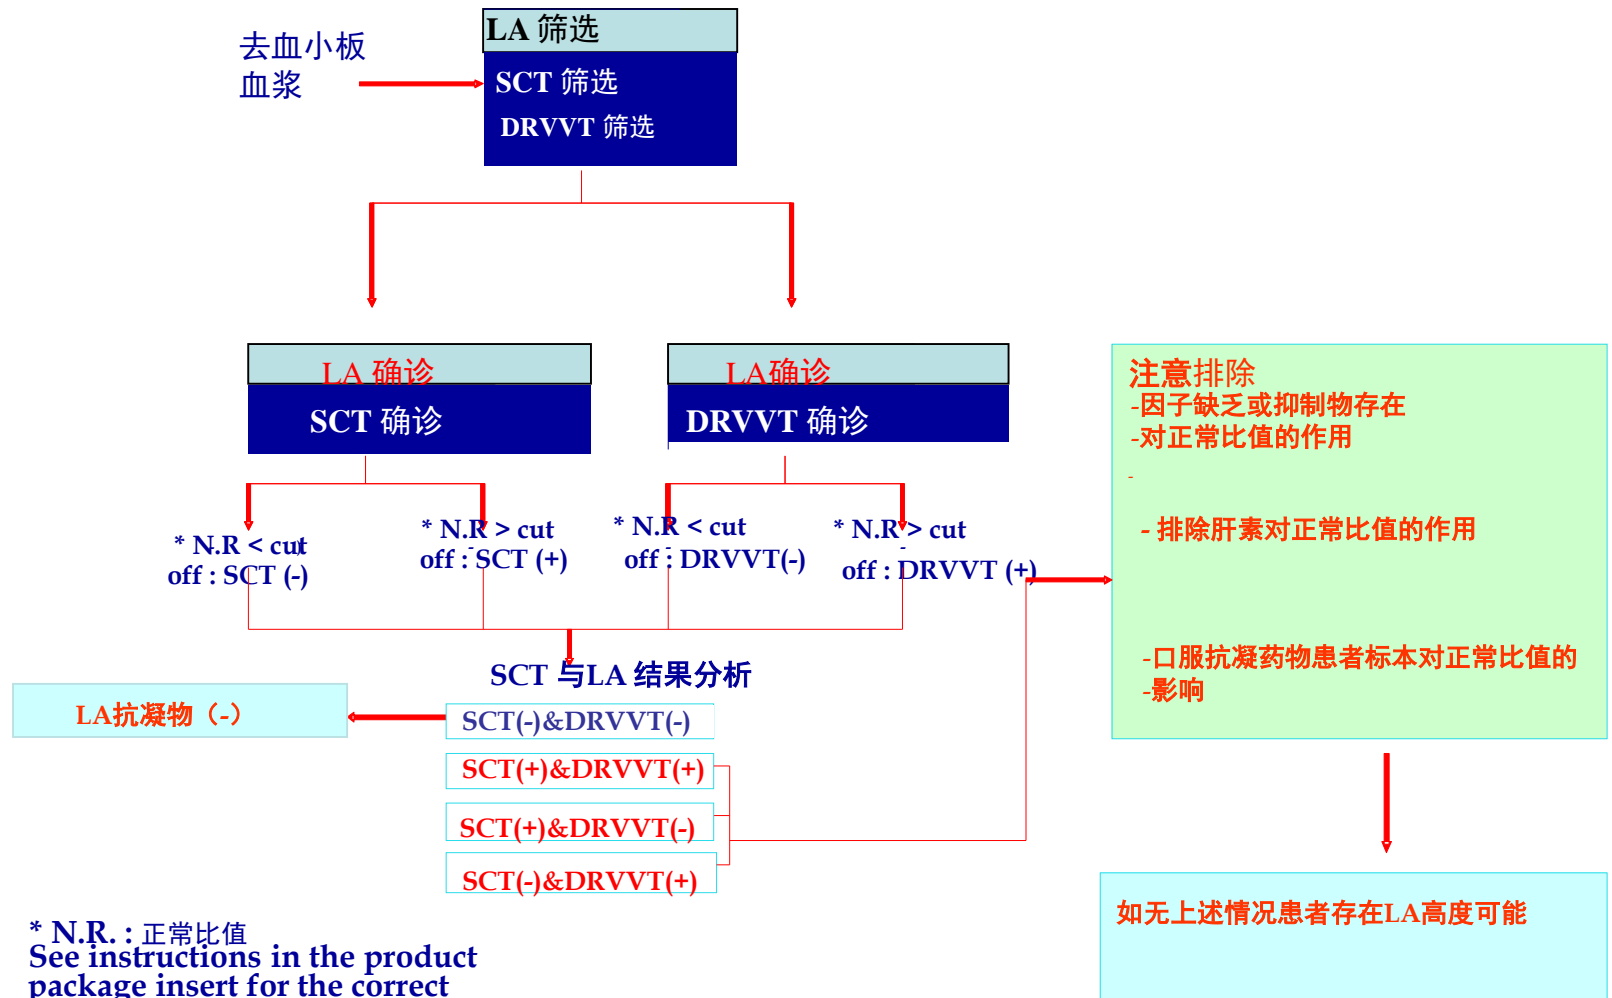 LA 筛选
去血小板
血浆
SCT 筛选
DRVVT 筛选
LA 确诊
SCT 确诊
LA确诊
DRVVT 确诊
* N.R < cut
off : SCT (-)
* N.R > cut
off : SCT (+)
* N.R < cut
off : DRVVT(-)
* N.R > cut
off : DRVVT (+)
注意排除
-因子缺乏或抑制物存在
-对正常比值的作用
-
- 排除肝素对正常比值的作用
-口服抗凝药物患者标本对正常比值的
-影响
SCT 与LA 结果分析
LA抗凝物（-）
SCT(-)&DRVVT(-)
SCT(+)&DRVVT(+)
SCT(+)&DRVVT(-)
SCT(-)&DRVVT(+)
如无上述情况患者存在LA高度可能
* N.R. : 正常比值
See instructions in the product
package insert for the correct